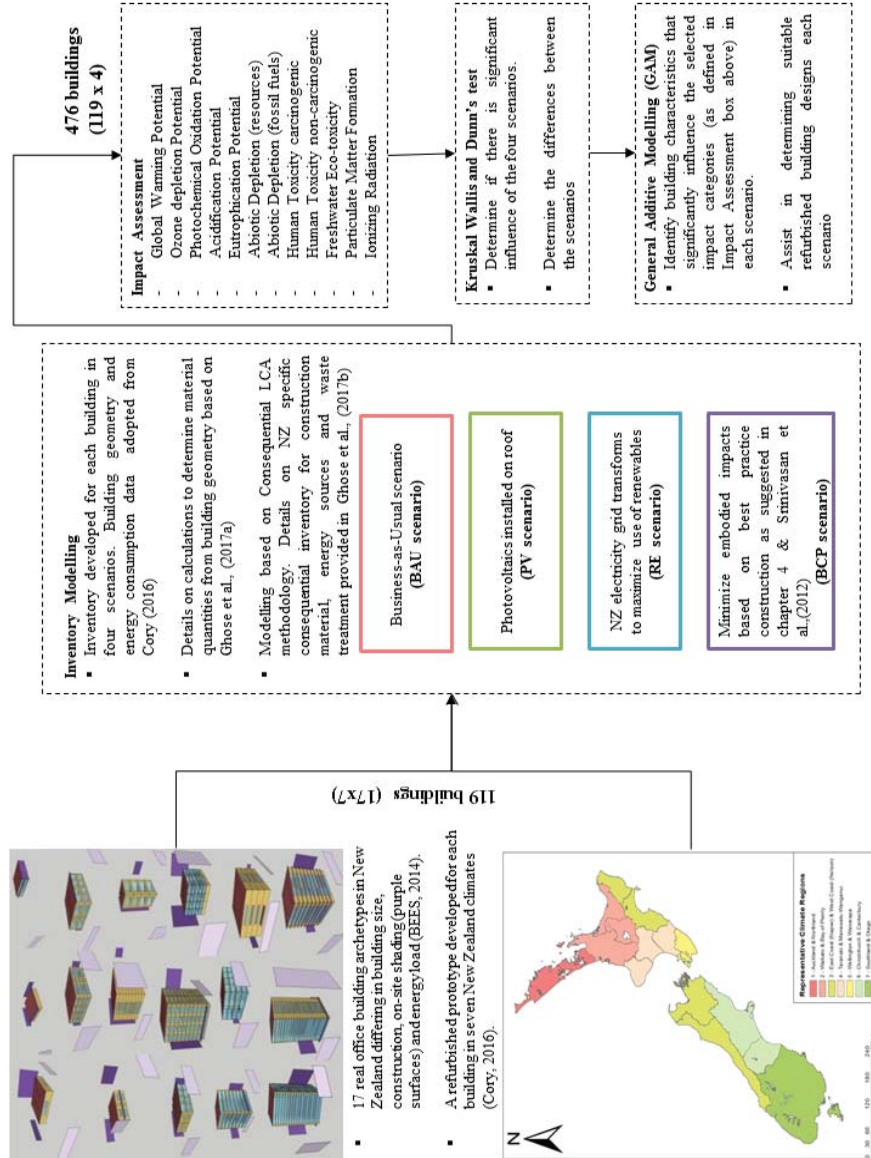 17 real office building archetypes in New
Zealand differing in building size,
construction, on-site shading (purple
surfaces) and energy load (BEES, 2014).
A refurbished prototype developed for each
building in seven New Zealand climates
(Cory, 2016).
N
Representative Climate Regions
1 - Auckland & Northland
2 - Waikato & Bay of Plenty
3 - East Coast (Napier) & West Coast (Nelson)
4 - Taranaki & Manawatu-Wanganui
5 - Wellington & Wairarapa
6 - Christchurch & Canterbury
7 - Southland & Otago
0 30 60 120 180 240
119 buildings (17x7)
Inventory Modelling
Inventory developed for each building in
four scenarios. Building geometry and
energy consumption data adopted from
Cory (2016)
Details on calculations to determine material
quantities from building geometry based on
Ghose et al., (2017a)
Modelling based on Consequential LCA
methodology. Details on NZ specific
consequential inventory for construction
material, energy sources and waste
treatment provided in Ghose et al., (2017b)
Business-as-Usual scenario
(BAU scenario)
Photovoltaics installed on roof
(PV scenario)
NZ electricity grid transforms
to maximize use of renewables
(RE scenario)
Minimize embodied impacts
based on best practice
construction as suggested in
chapter 4 & Srinivasan et
al.,(2012)
(BCP scenario)
476 buildings
(119 x 4)
Impact Assessment
- Global Warming Potential
- Ozone depletion Potential
- Photochemical Oxidation Potential
- Acidification Potential
- Eutrophication Potential
- Abiotic Depletion (resources)
- Abiotic Depletion (fossil fuels)
- Human Toxicity carcinogenic
- Human Toxicity non-carcinogenic
- Freshwater Eco-toxicity
- Particulate Matter Formation
- Ionizing Radiation
Kruskal Wallis and Dunn's test
Determine if there is significant
influence of the four scenarios.
Determine the differences between
the scenarios
General Additive Modelling (GAM)
Identify building characteristics that
significantly influence the selected
impact categories (as defined in
Impact Assessment box above) in
each scenario.
Assist in determining suitable
refurbished building designs each
scenario